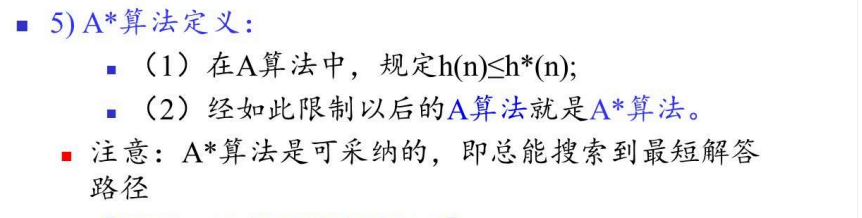 5) A*算法定义：
（1）在A算法中，规定h(n)≤h*(n);
（2）经如此限制以后的A算法就是A*算法。
注意：A*算法是可采纳的，即总能搜索到最短解答
路径